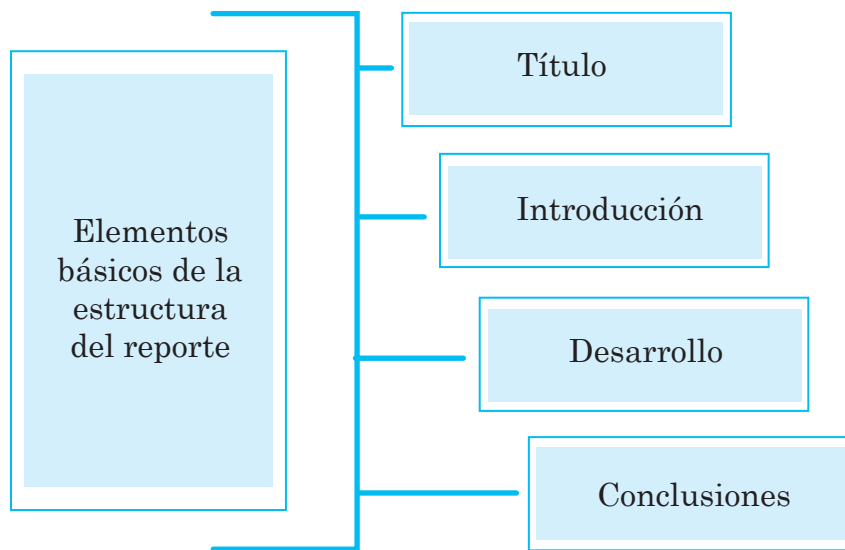 Elementos
básicos de la
estructura
del reporte
Título
Introducción
Desarrollo
Conclusiones